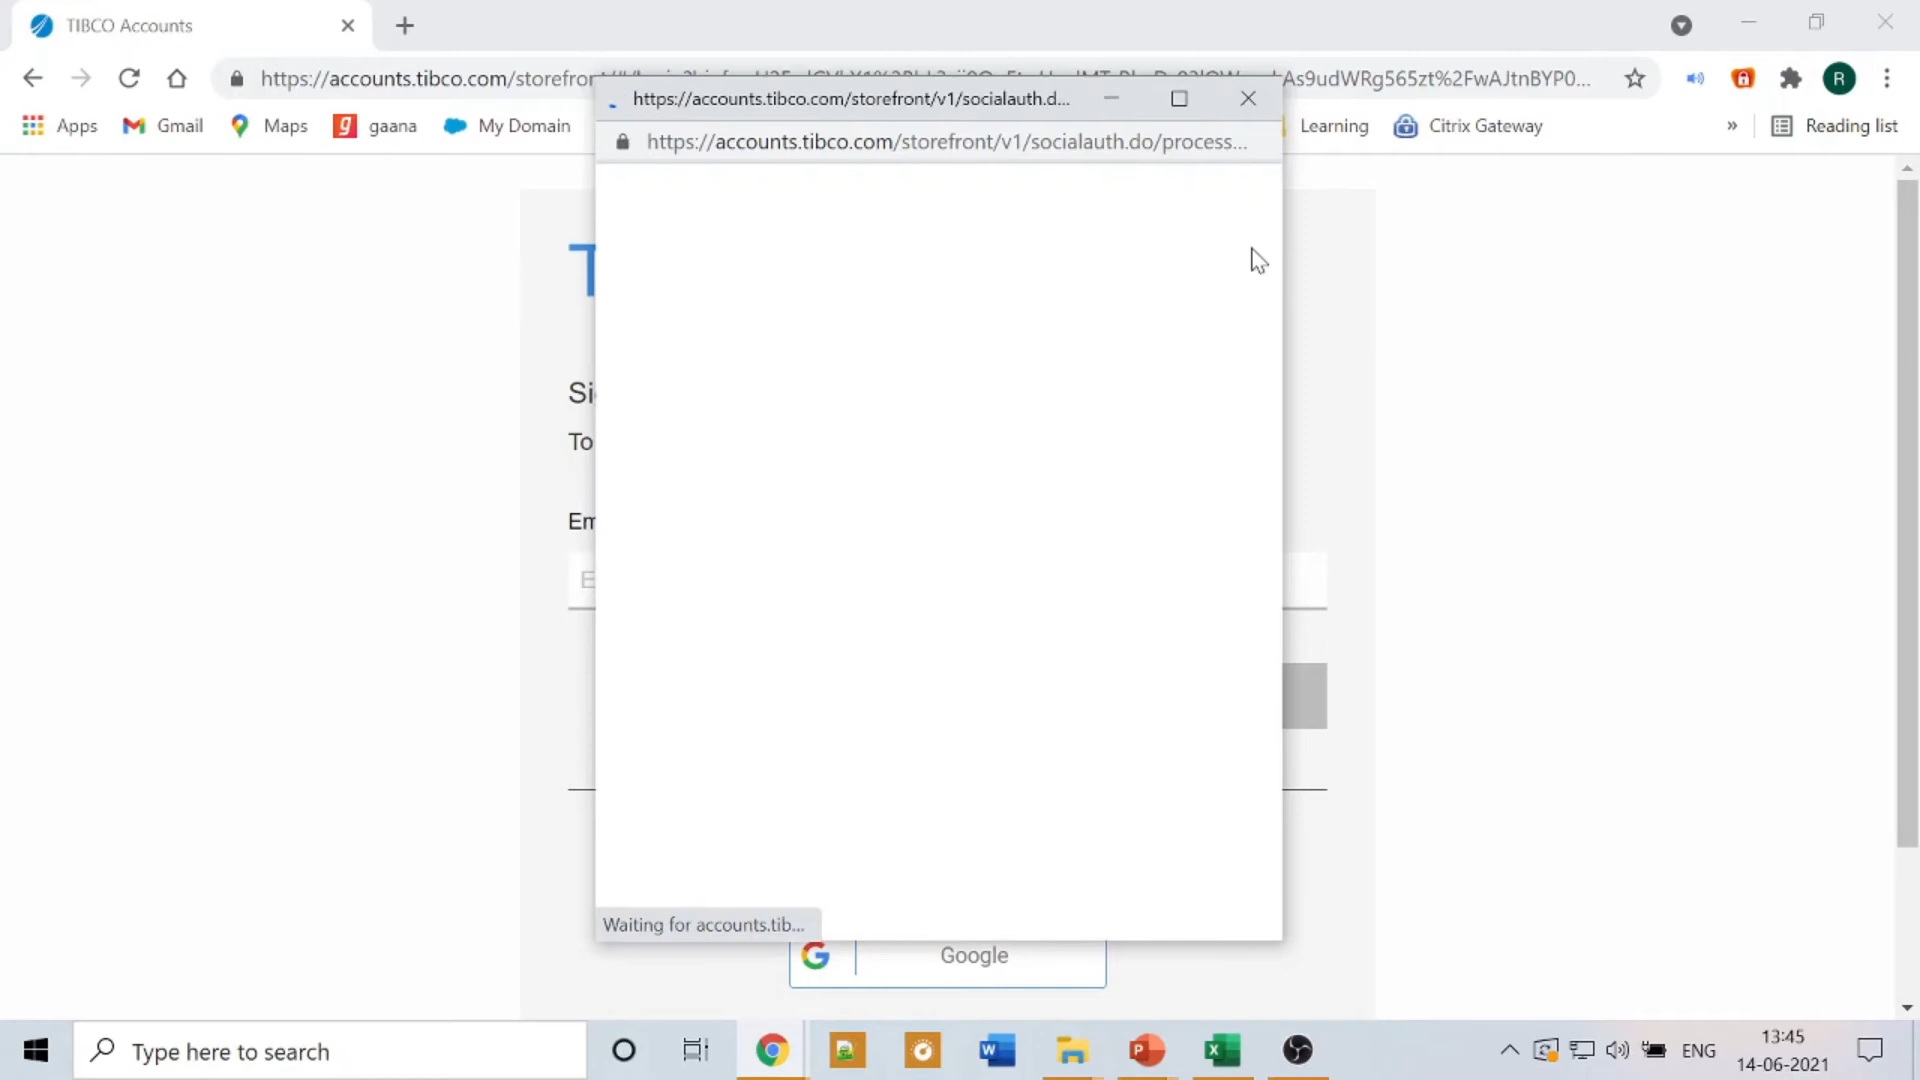 TIBCO Accounts
https://accounts.tibco.com/storefror
As9udWRg565zt%2FwAJtnBYP0...
R
https://accounts.tibco.com/storefront/v1/socialauth.d...
Apps
Gmail
Maps
g
gaana
My Domain
Learning
Citrix Gateway
»
Reading list
https://accounts.tibco.com/storefront/v1/socialauth.do/process...
T
Si
To
Em
E
Waiting for accounts.tib...
G
Google
Type here to search
W
P
X
ENG
13:45
14-06-2021